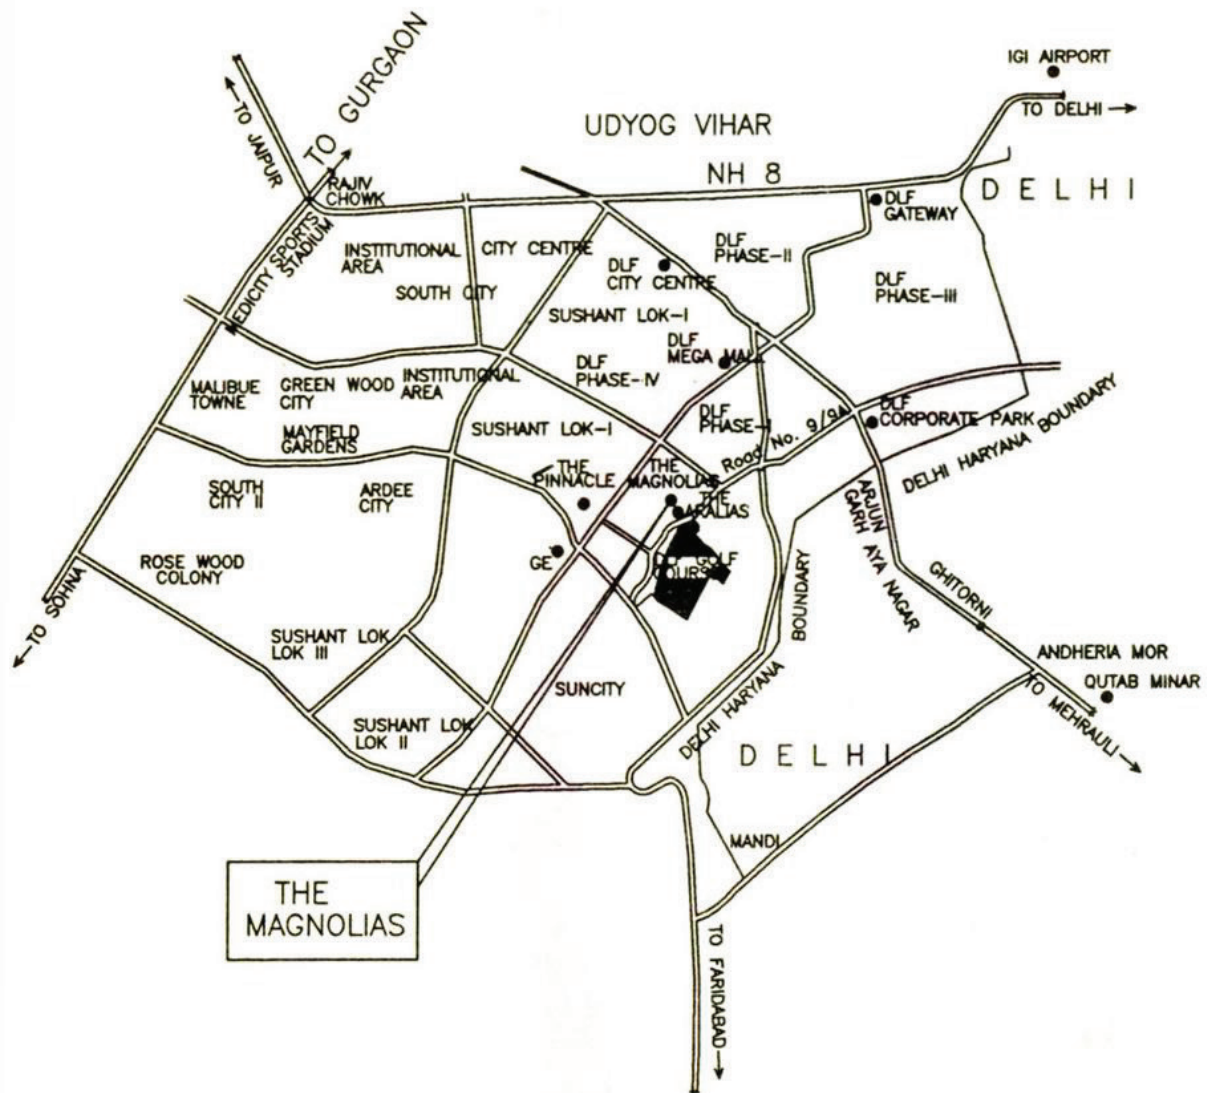 IGI AIRPORT
TO DELHI
TO GURGAON
TO JAIPUR
UDYOG VIHAR
NH 8
DELHI
RAJIV
CHOWK
DLF
GATEWAY
MEDICITY SPORTS
STADIUM
INSTITUTIONAL
AREA
CITY CENTRE
DLF
PHASE-II
DLF
CITY CENTRE
DLF
PHASE-III
SOUTH CITY
SUSHANT LOK-I
DLF
MEGA MALL
DLF
PHASE-IV
MALIBUE
TOWNE
GREEN WOOD
CITY
INSTITUTIONAL
AREA
DLF
PHASE-I
DLF
CORPORATE PARK
Road No. 9/9A
DELHI HARYANA BOUNDARY
SUSHANT LOK-I
MAYFIELD
GARDENS
THE
PINNACLE
THE
MAGNOLIAS
THE
ARALIAS
SOUTH
CITY II
ARDEE
CITY
ARJUN
GARH AYA NAGAR
ROSE WOOD
COLONY
GE
DLF GOLF
COURSE
BOUNDARY
GHITORNI
TO SOHNA
SUSHANT LOK
LOK III
ANDHERIA MOR
QUTAB MINAR
TO MEHRAULI
SUNCITY
DELHI HARYANA
SUSHANT LOK
LOK II
DELHI
MANDI
THE
MAGNOLIAS
TO FARIDABAD